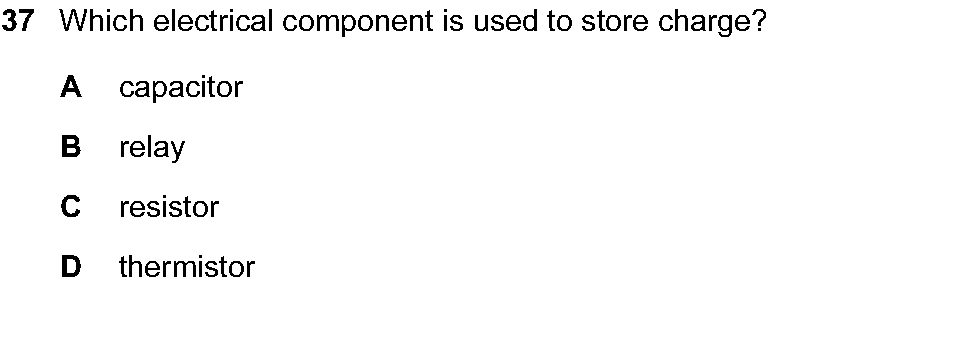 37 Which electrical component is used to store charge?
A capacitor
B relay
C resistor
D thermistor